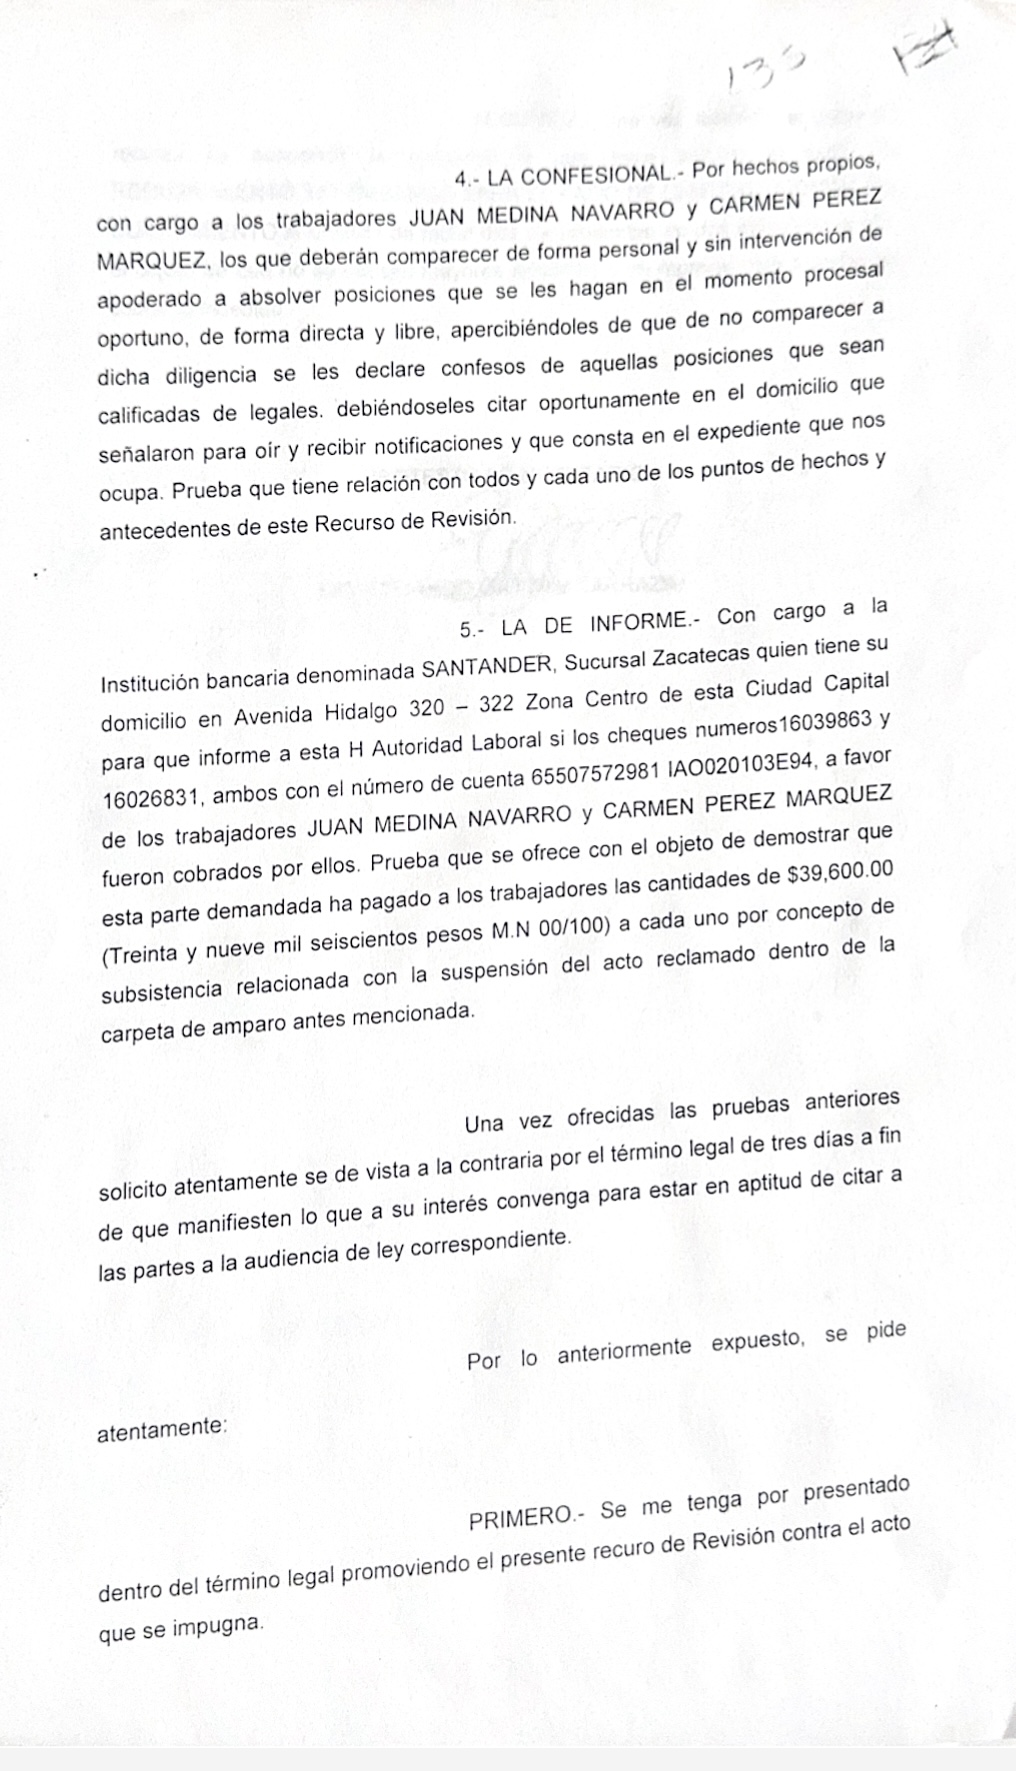 133
4.- LA CONFESIONAL.- Por hechos propios,
con cargo a los trabajadores JUAN MEDINA NAVARRO y CARMEN PEREZ
MARQUEZ, los que deberán comparecer de forma personal y sin intervención de
apoderado a absolver posiciones que se les hagan en el momento procesal
oportuno, de forma directa y libre, apercibiéndoles de que de no comparecer a
dicha diligencia se les declare confesos de aquellas posiciones que sean
calificadas de legales. debiéndoseles citar oportunamente en el domicilio que
señalaron para oír y recibir notificaciones y que consta en el expediente que nos
ocupa. Prueba que tiene relación con todos y cada uno de los puntos de hechos y
antecedentes de este Recurso de Revisión.
5.- LA DE INFORME.- Con cargo a la
Institución bancaria denominada SANTANDER, Sucursal Zacatecas quien tiene su
domicilio en Avenida Hidalgo 320 – 322 Zona Centro de esta Ciudad Capital
para que informe a esta H Autoridad Laboral si los cheques numeros16039863 y
16026831, ambos con el número de cuenta 65507572981 IAO020103E94, a favor
de los trabajadores JUAN MEDINA NAVARRO y CARMEN PEREZ MARQUEZ
fueron cobrados por ellos. Prueba que se ofrece con el objeto de demostrar que
esta parte demandada ha pagado a los trabajadores las cantidades de $39,600.00
(Treinta y nueve mil seiscientos pesos M.N 00/100) a cada uno por concepto de
subsistencia relacionada con la suspensión del acto reclamado dentro de la
carpeta de amparo antes mencionada.
Una vez ofrecidas las pruebas anteriores
solicito atentamente se de vista a la contraria por el término legal de tres días a fin
de que manifiesten lo que a su interés convenga para estar en aptitud de citar a
las partes a la audiencia de ley correspondiente.
Por lo anteriormente expuesto, se pide
atentamente:
PRIMERO.- Se me tenga por presentado
dentro del término legal promoviendo el presente recuro de Revisión contra el acto
que se impugna.